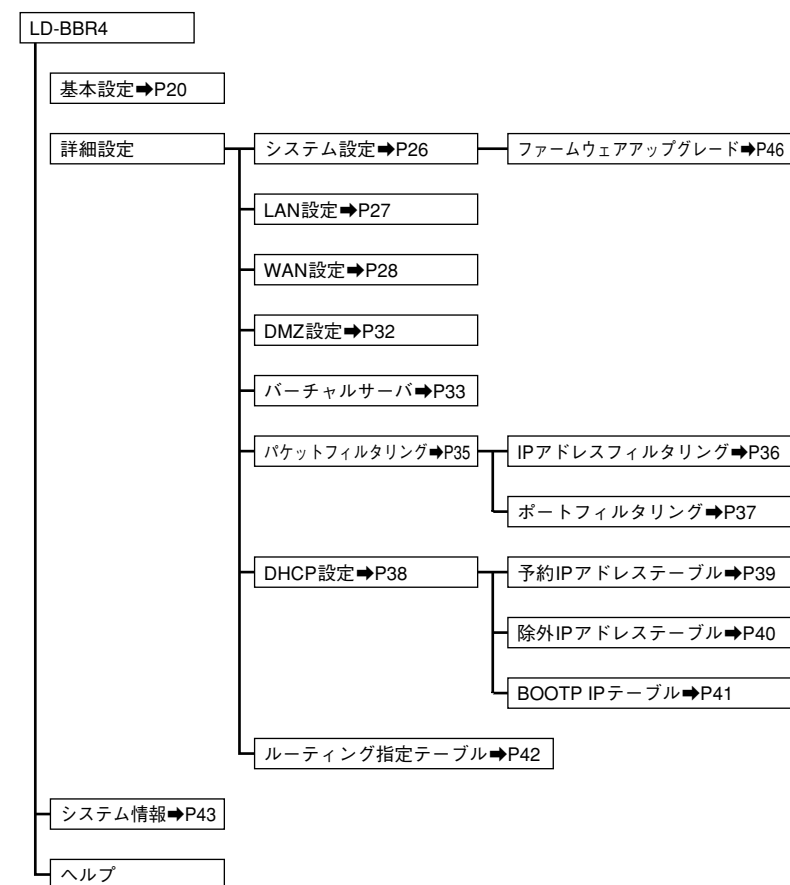 LD-BBR4
基本設定➡P20
詳細設定
システム設定➡P26
ファームウェアアップグレード➡P46
LAN設定➡P27
WAN設定➡P28
DMZ設定➡P32
バーチャルサーバ➡P33
パケットフィルタリング➡P35
IPアドレスフィルタリング➡P36
ポートフィルタリング➡P37
DHCP設定➡P38
予約IPアドレステーブル➡P39
除外IPアドレステーブル➡P40
BOOTP IPテーブル➡P41
ルーティング指定テーブル➡P42
システム情報➡P43
ヘルプ